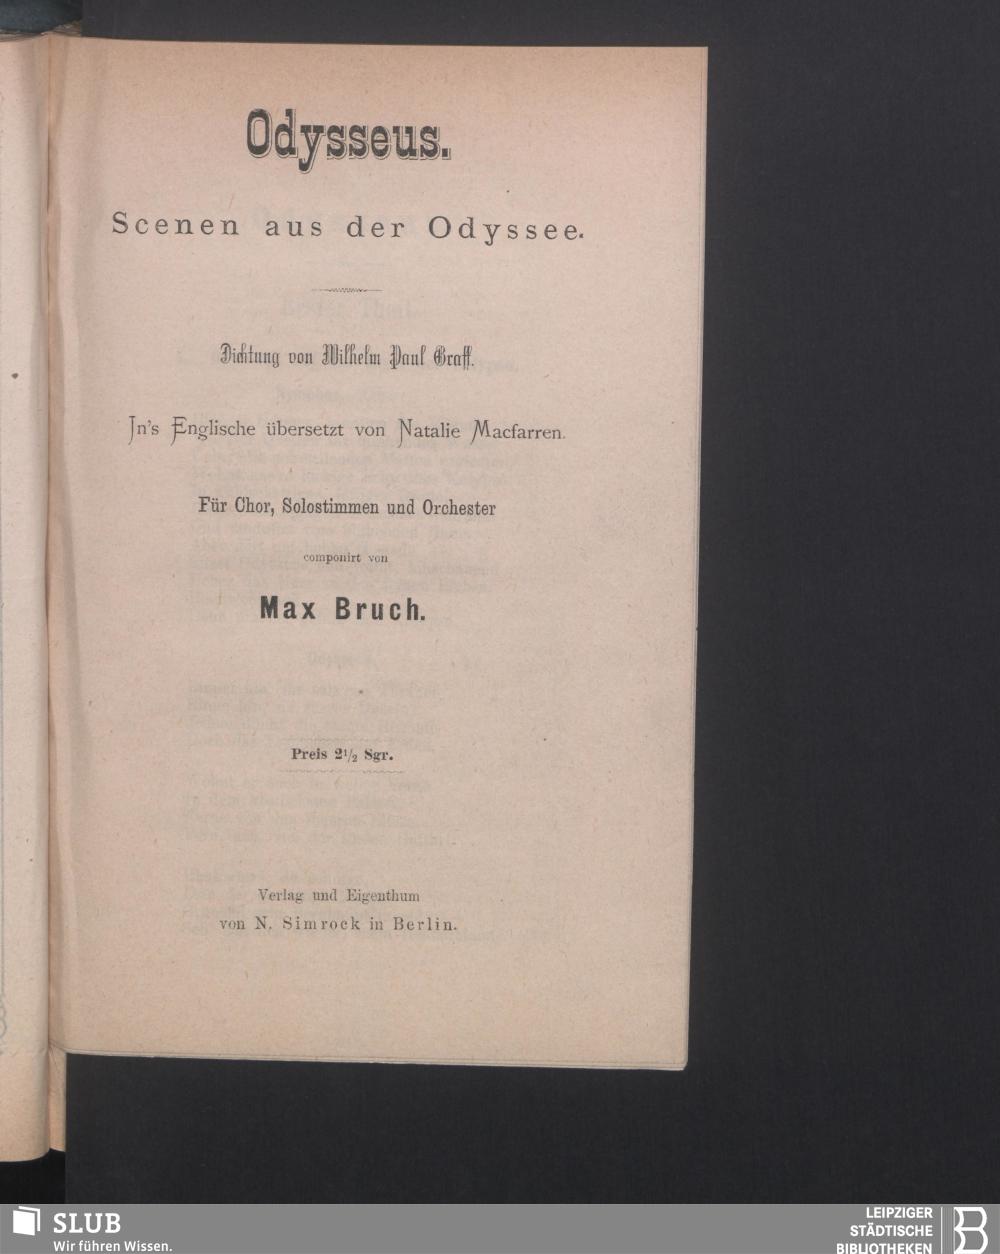 Odysseus.
Scenen aus der Odyssee.
Dichtung von Wilhelm Paul Graff.
In's Englische übersetzt von Natalie Macfarren.
Für Chor, Solostimmen und Orchester
componirt von
Max Bruch.
Preis 2½ Sgr.
Verlag und Eigenthum
von N. Simrock in Berlin.
SLUB
Wir führen Wissen.
LEIPZIGER
STÄDTISCHE
BIBLIOTHEKEN